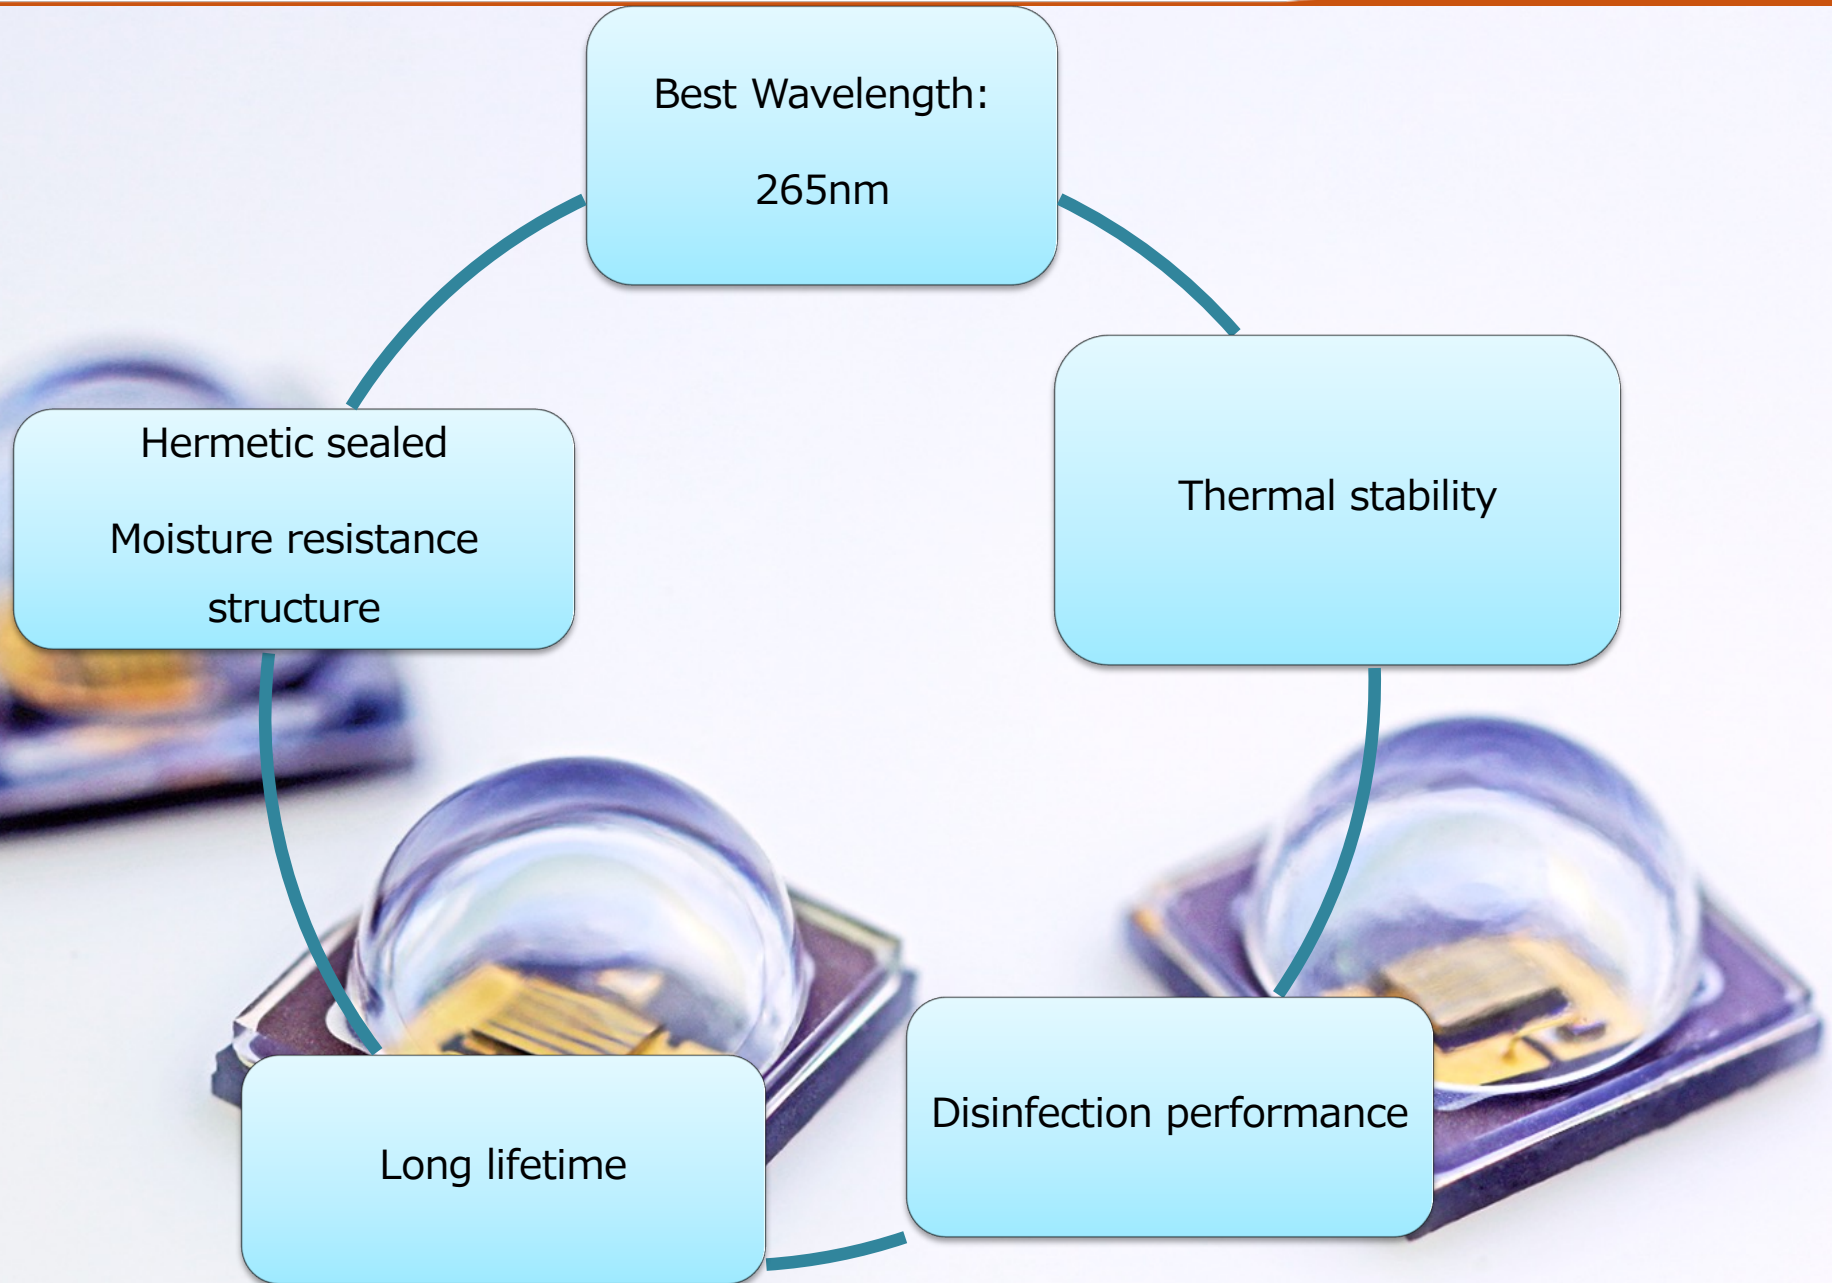 Best Wavelength:
265nm
Thermal stability
Hermetic sealed
Moisture resistance
structure
Disinfection performance
Long lifetime